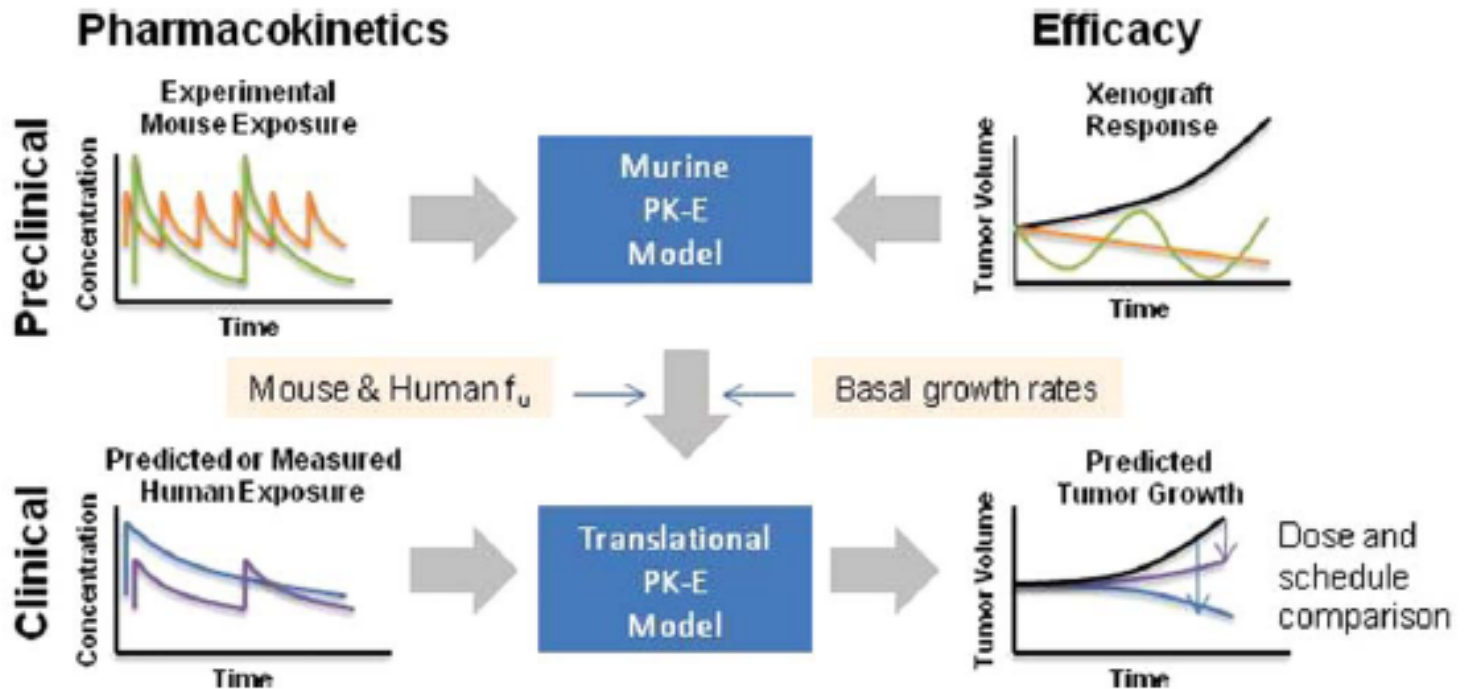 Pharmacokinetics
Efficacy
Preclinical
Experimental
Mouse Exposure
Concentration
Time
Murine
PK-E
Model
Xenograft
Response
Tumor Volume
Time
Mouse & Human fu
Basal growth rates
Clinical
Predicted or Measured
Human Exposure
Concentration
Time
Translational
PK-E
Model
Predicted
Tumor Growth
Tumor Volume
Time
Dose and
schedule
comparison